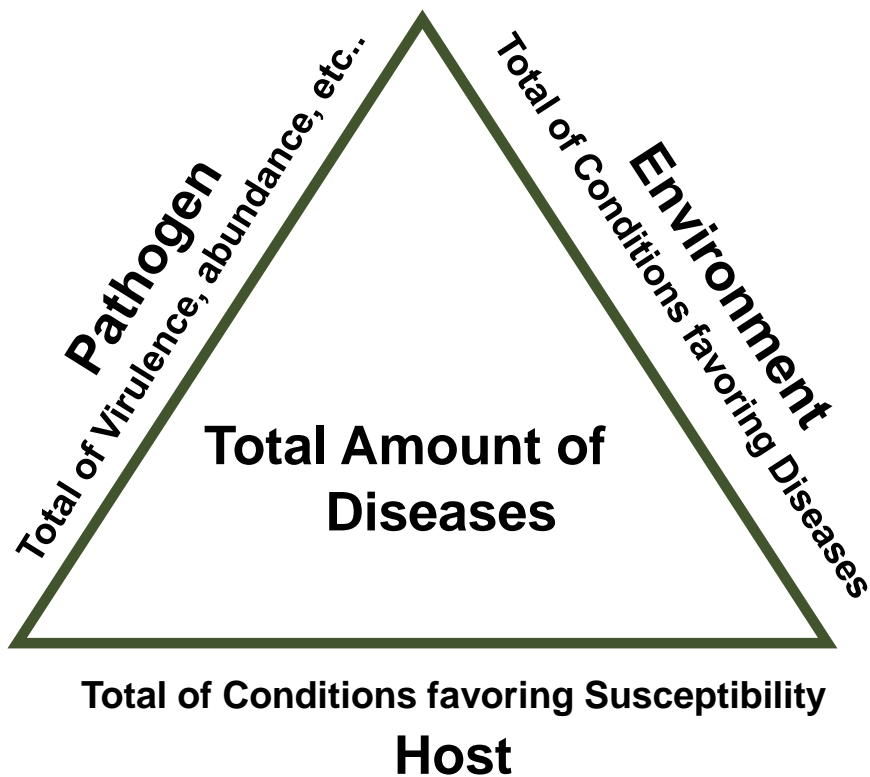 Pathogen
Total of Virulence, abundance, etc..
Environment
Total of Conditions favoring Diseases
Total Amount of
Diseases
Total of Conditions favoring Susceptibility
Host